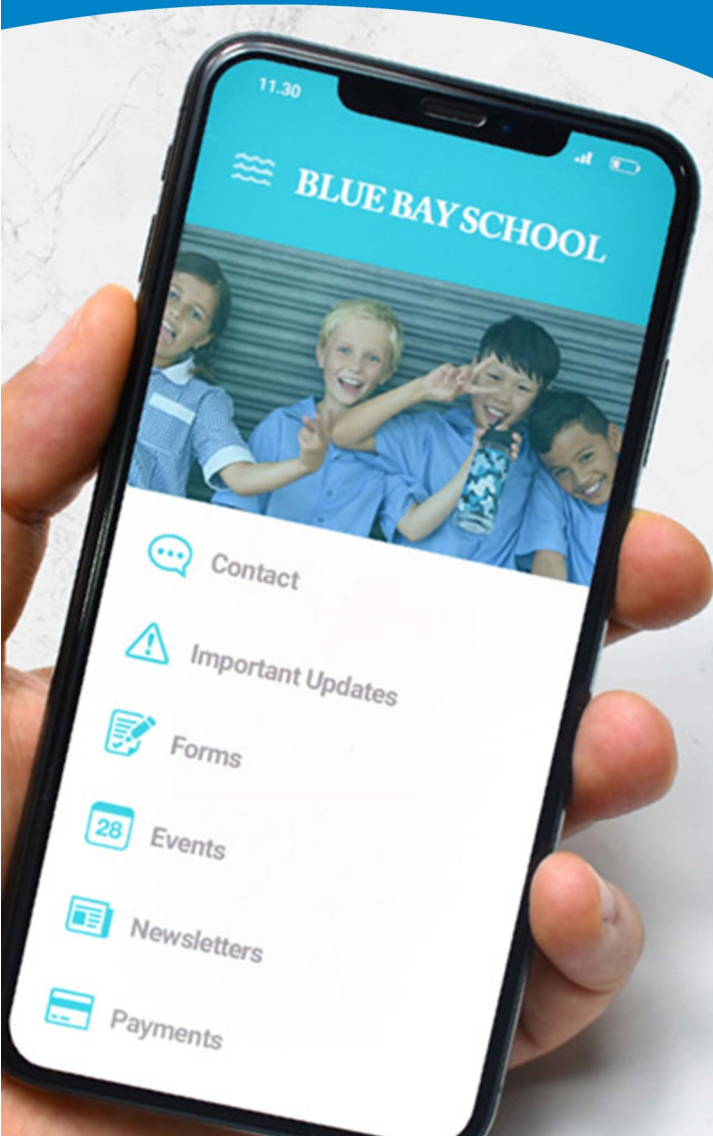 11.30
BLUE BAY SCHOOL
Contact
Important Updates
Forms
28
Events
Newsletters
Payments